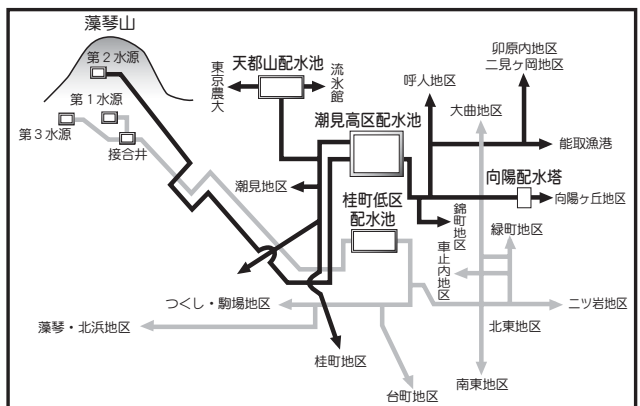 藻琴山
第２水源
第１水源
第３水源
接合井
天都山配水池
東京農大
流氷館
潮見高区配水池
潮見地区
桂町低区
配水池
呼人地区
卯原内地区
二見ヶ岡地区
大曲地区
能取漁港
向陽配水塔
向陽ヶ丘地区
錦町地区
緑町地区
車止内地区
つくし・駒場地区
ニツ岩地区
藻琴・北浜地区
北東地区
桂町地区
台町地区
南東地区